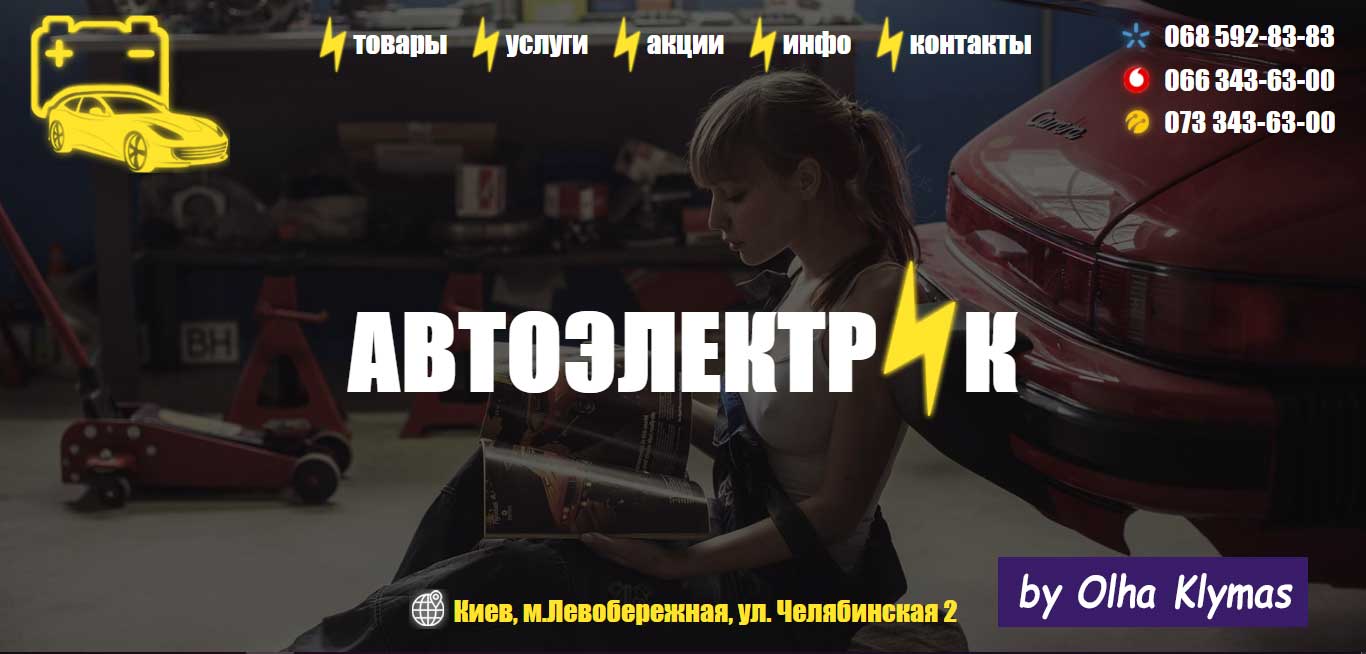 товары услуги акции инфо контакты
068 592-83-83
066 343-63-00
073 343-63-00
Carrera
BH
АВТОЭЛЕКТР К
Киев, м.Левобережная, ул. Челябинская 2
by Olha Klymas